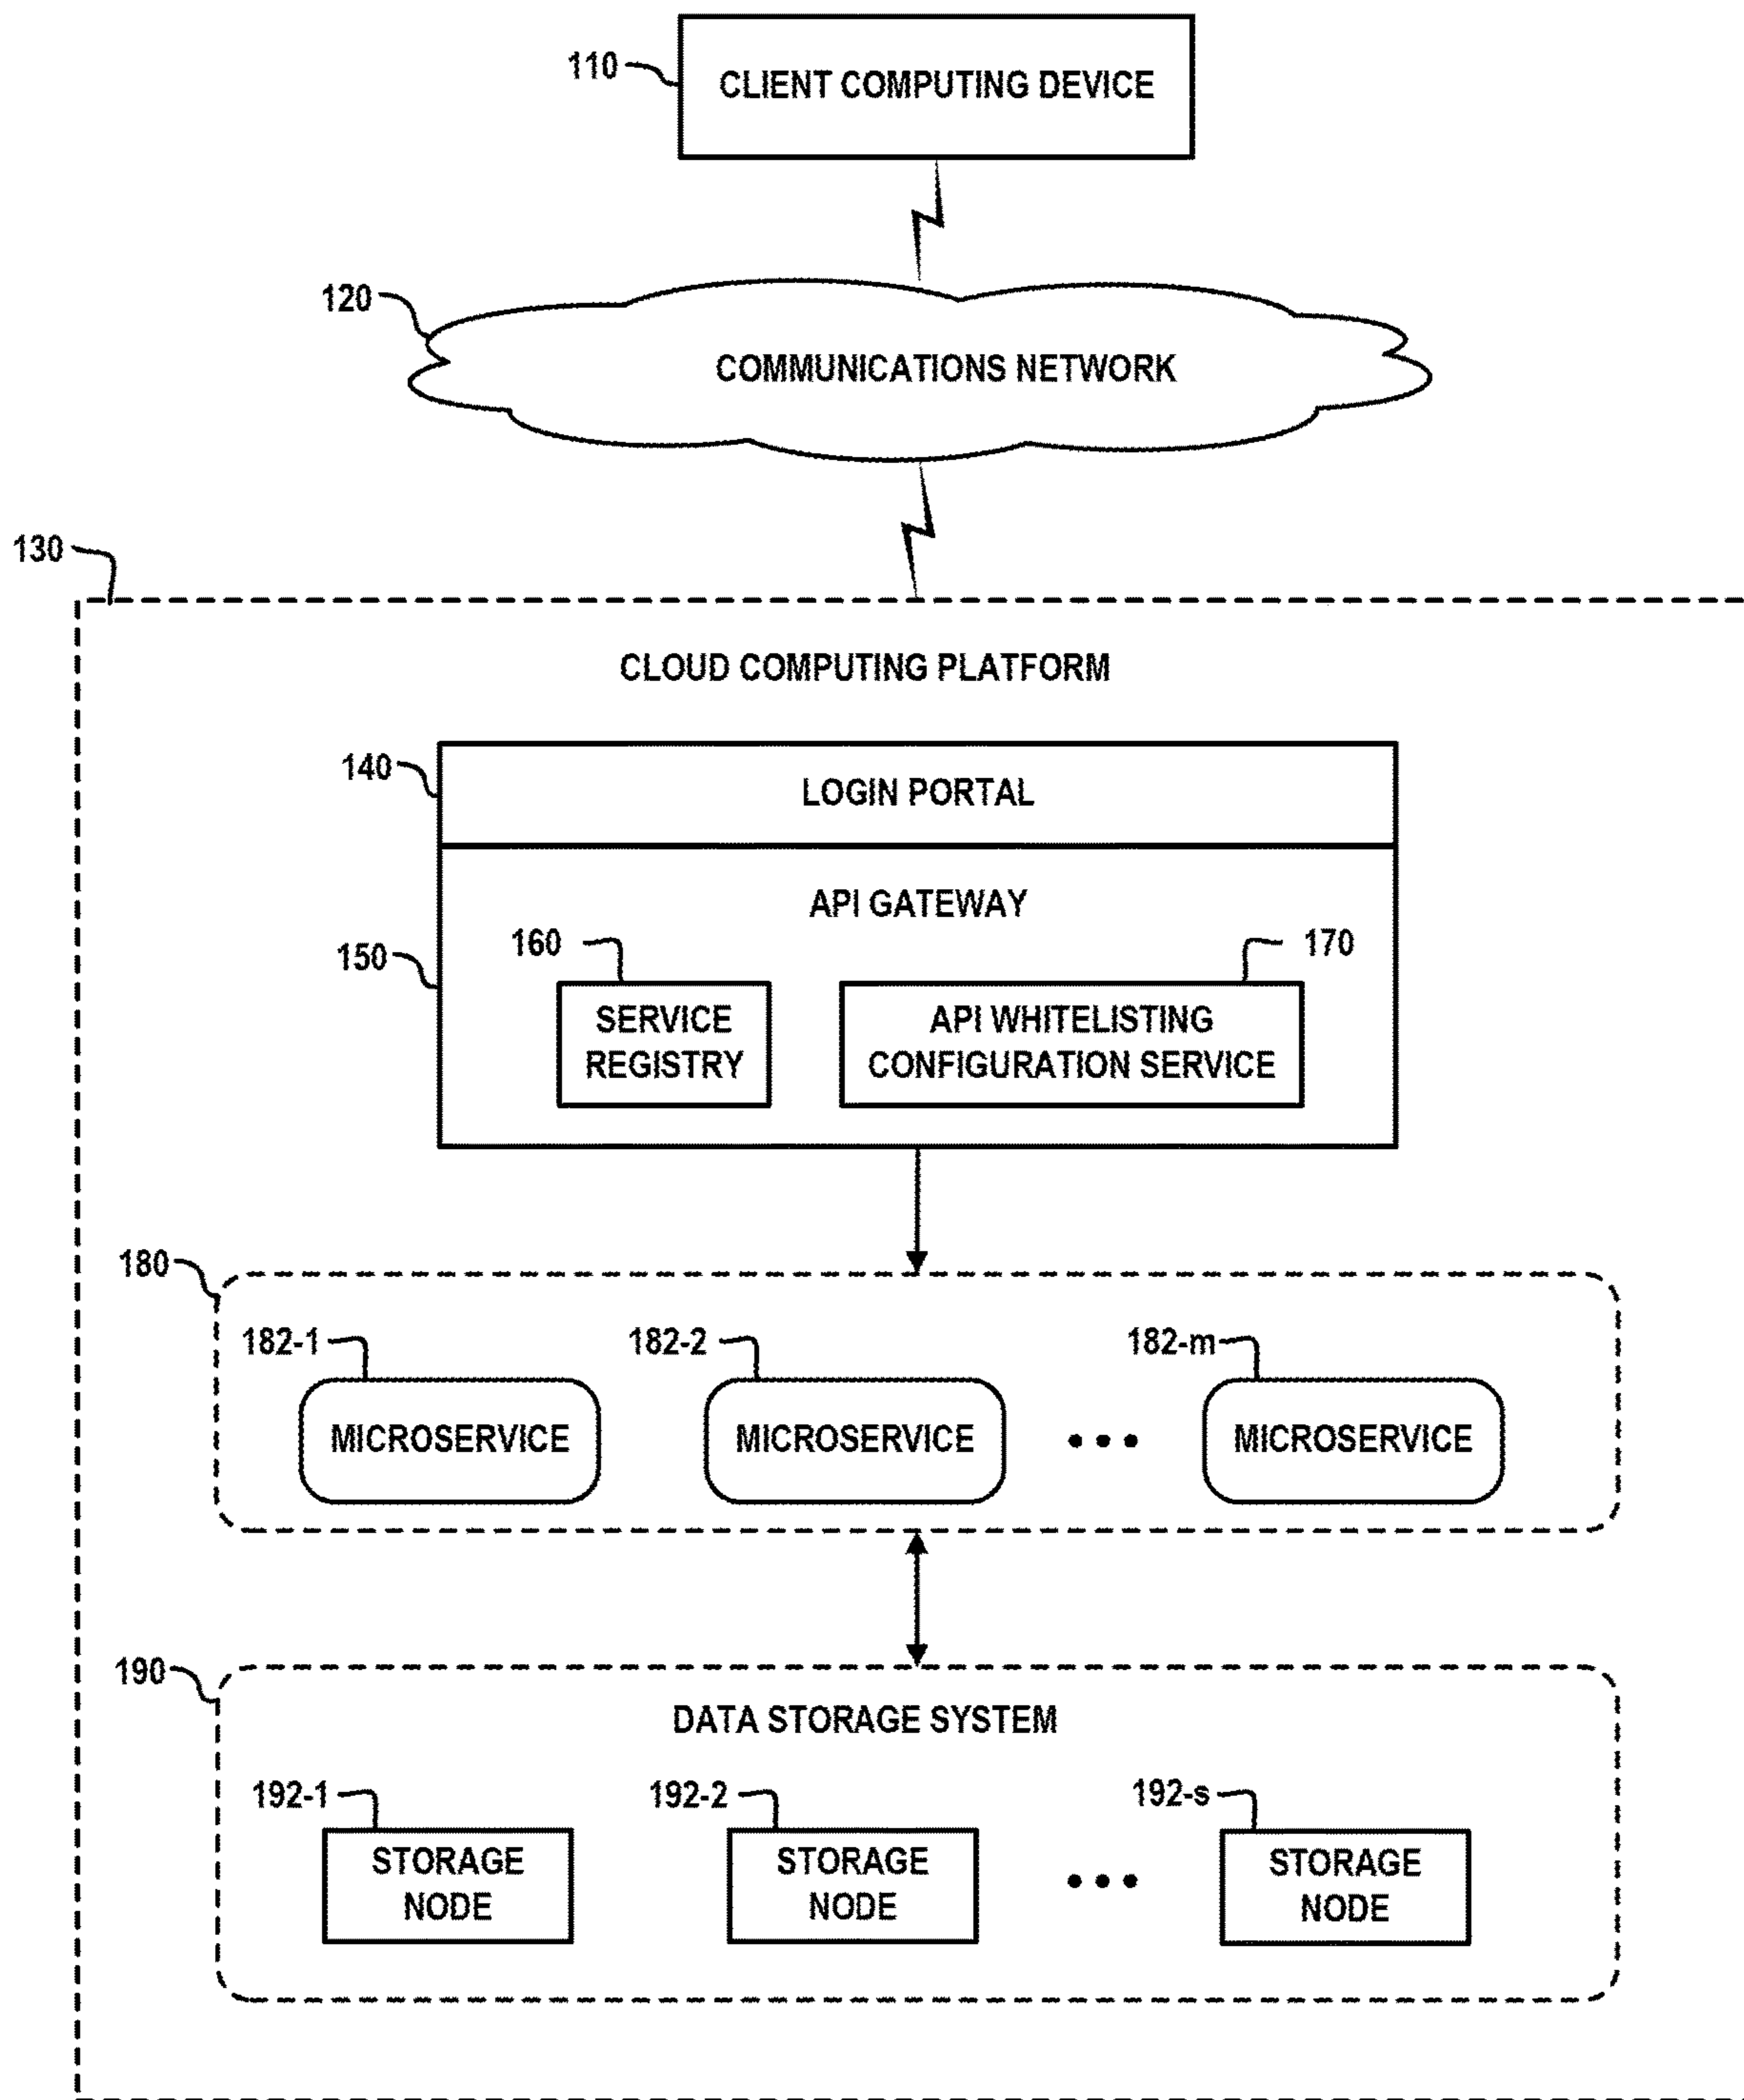 110
CLIENT COMPUTING DEVICE
120
COMMUNICATIONS NETWORK
130
CLOUD COMPUTING PLATFORM
140
LOGIN PORTAL
API GATEWAY
150
160
170
SERVICE
REGISTRY
API WHITELISTING
CONFIGURATION SERVICE
180
182-1
182-2
182-m
MICROSERVICE
MICROSERVICE
MICROSERVICE
190
DATA STORAGE SYSTEM
192-1
192-2
192-s
STORAGE
NODE
STORAGE
NODE
STORAGE
NODE